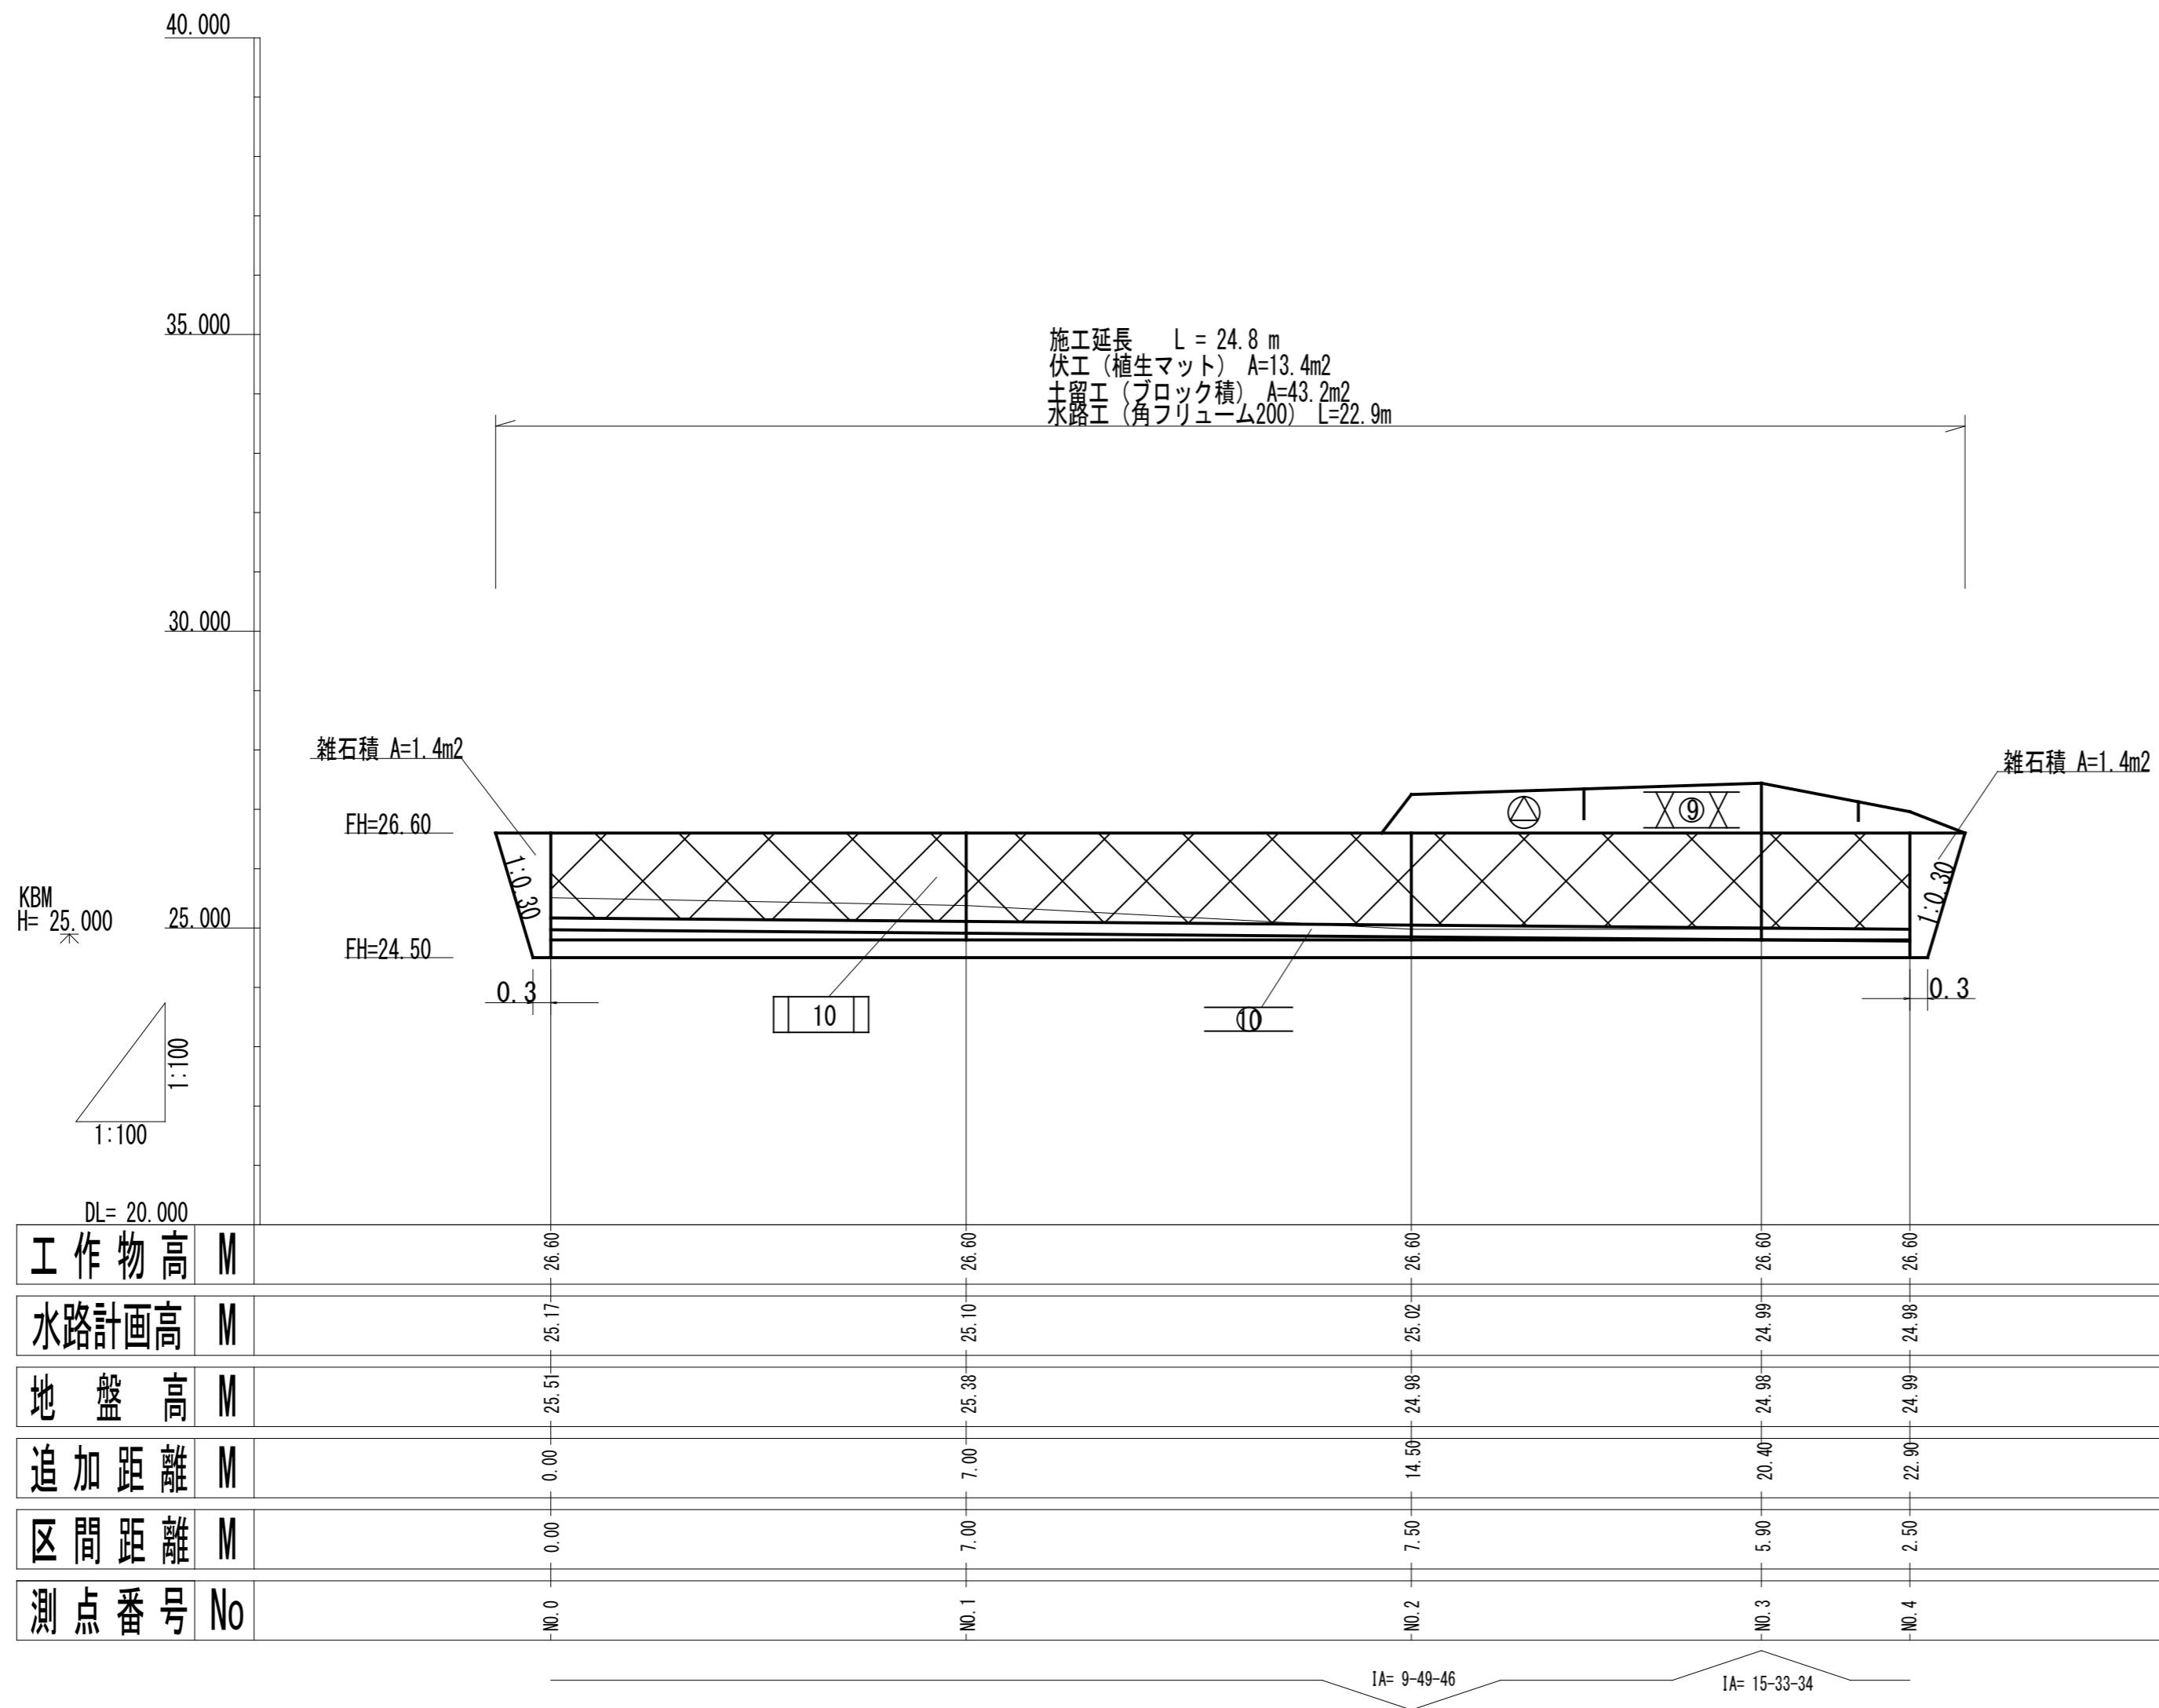 40.000
35.000
施工延長 L = 24.8 m
伏工（植生マット） A=13.4m2
土留工（ブロック積） A=43.2m2
水路工（角フリューム200） L=22.9m
30.000
雑石積 A=1.4m2
雑石積 A=1.4m2
FH=26.60
9
1:0.30
1:0.30
KBM
H= 25.000
25.000
FH=24.50
0.3
0.3
10
10
1:100
1:100
DL= 20.000
工作物高 M 26.60 26.60 26.60 26.60 26.60
水路計画高 M 25.17 25.10 25.02 24.99 24.98
地盤高 M 25.51 25.38 24.98 24.98 24.99
追加距離 M 0.00 7.00 14.50 20.40 22.90
区間距離 M 0.00 7.00 7.50 5.90 2.50
測点番号 No NO.0 NO.1 NO.2 NO.3 NO.4
IA= 9-49-46
IA= 15-33-34